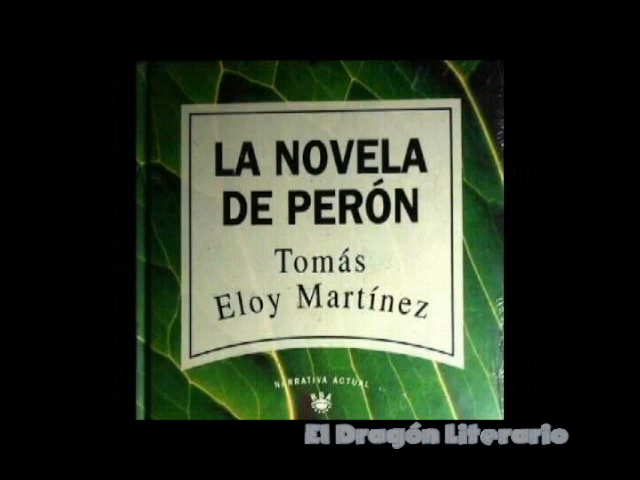 LA NOVELA
DE PERÓN
Tomás
Eloy Martínez
NARRATIVA ACTUAL
El Dragón Literario